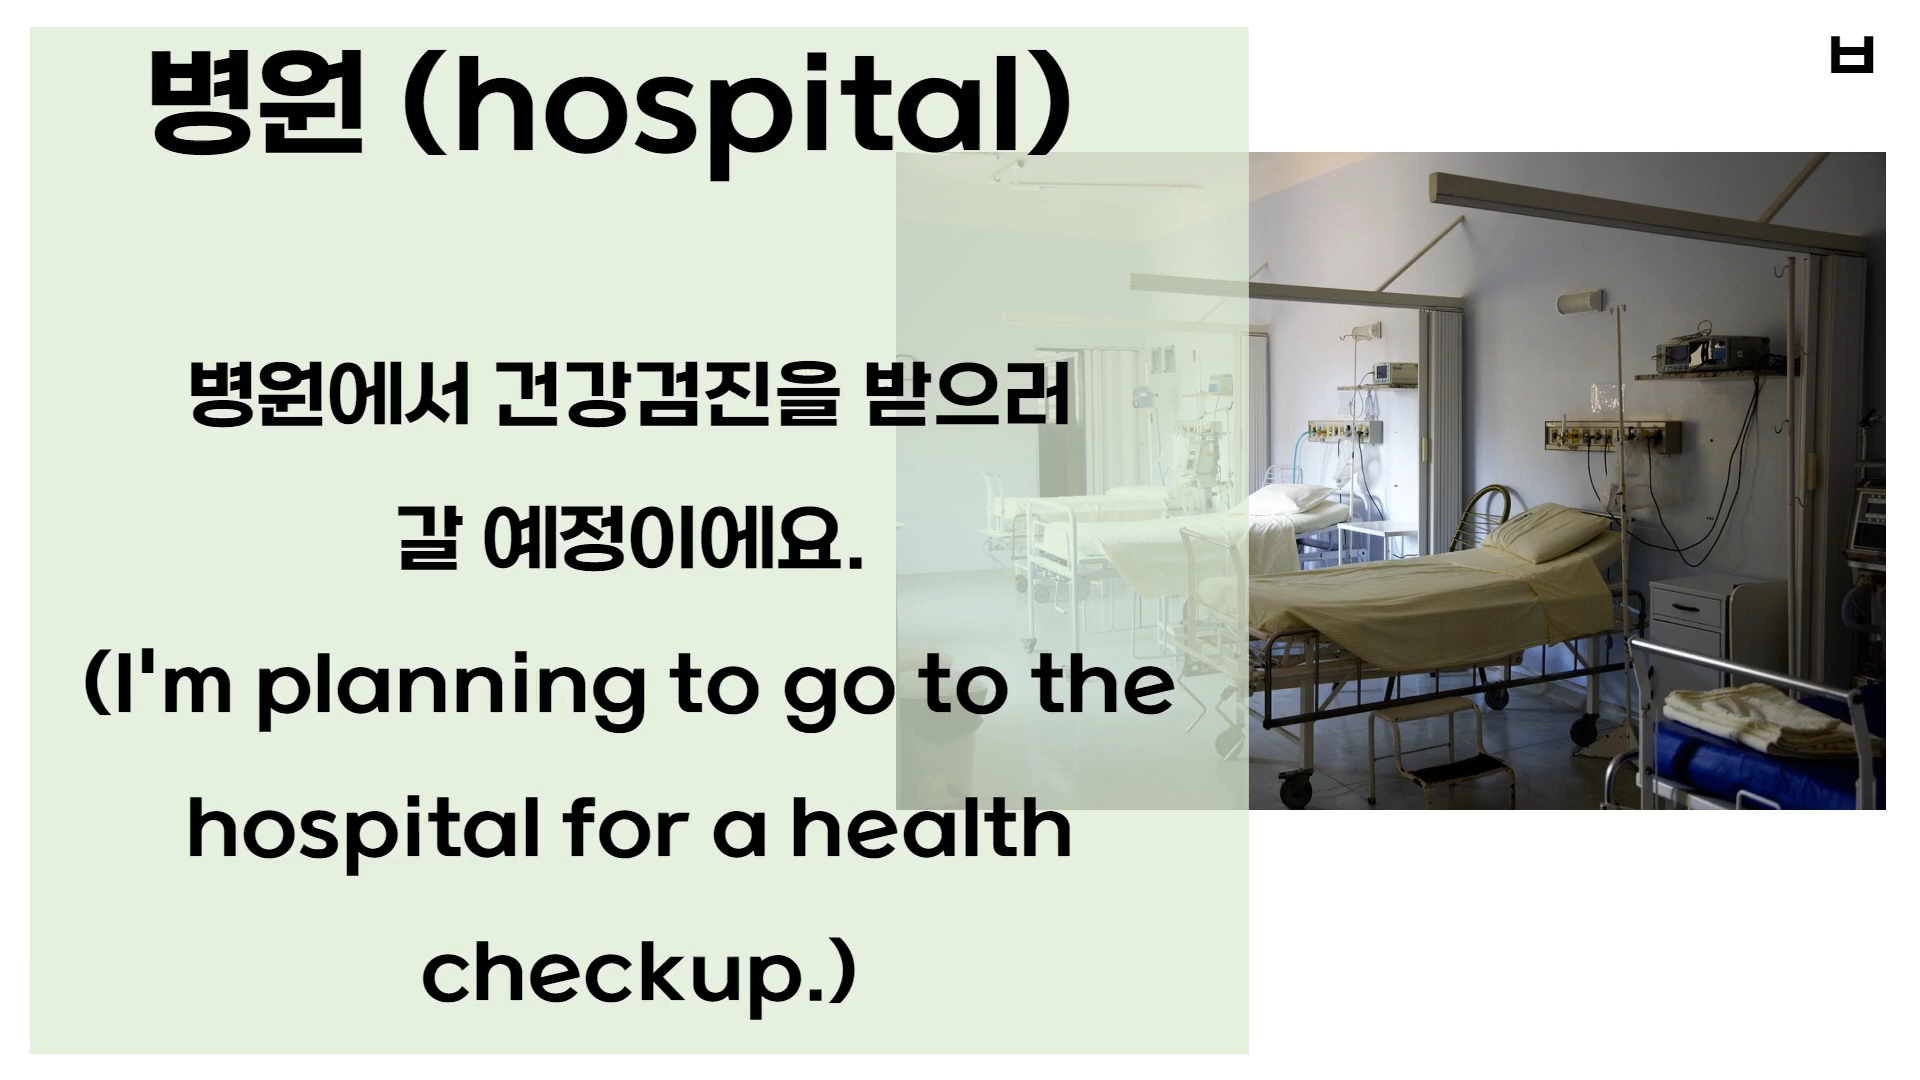 병원 (hospital)
ㅂ
병원에서 건강검진을 받으러
갈 예정이에요.
(I'm planning to go to the
hospital for a health
checkup.)